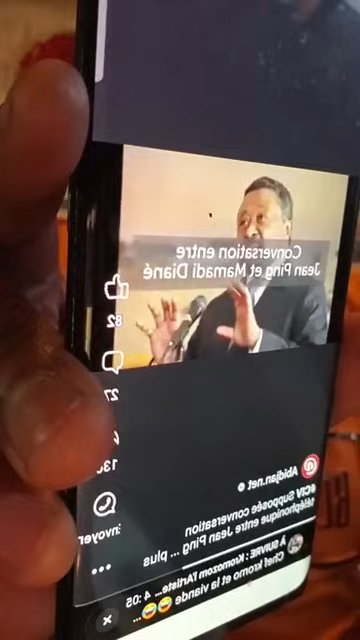 Conversation entre
Jean Ping et Mamadi Diané
82
27
Abidjan.net
#CIV Supposée conversation
téléphonique entre Jean Ping ... plus
À SUIVRE : Kromozom l'artiste... 4:05
Chef kromo et la viande 😂😂...